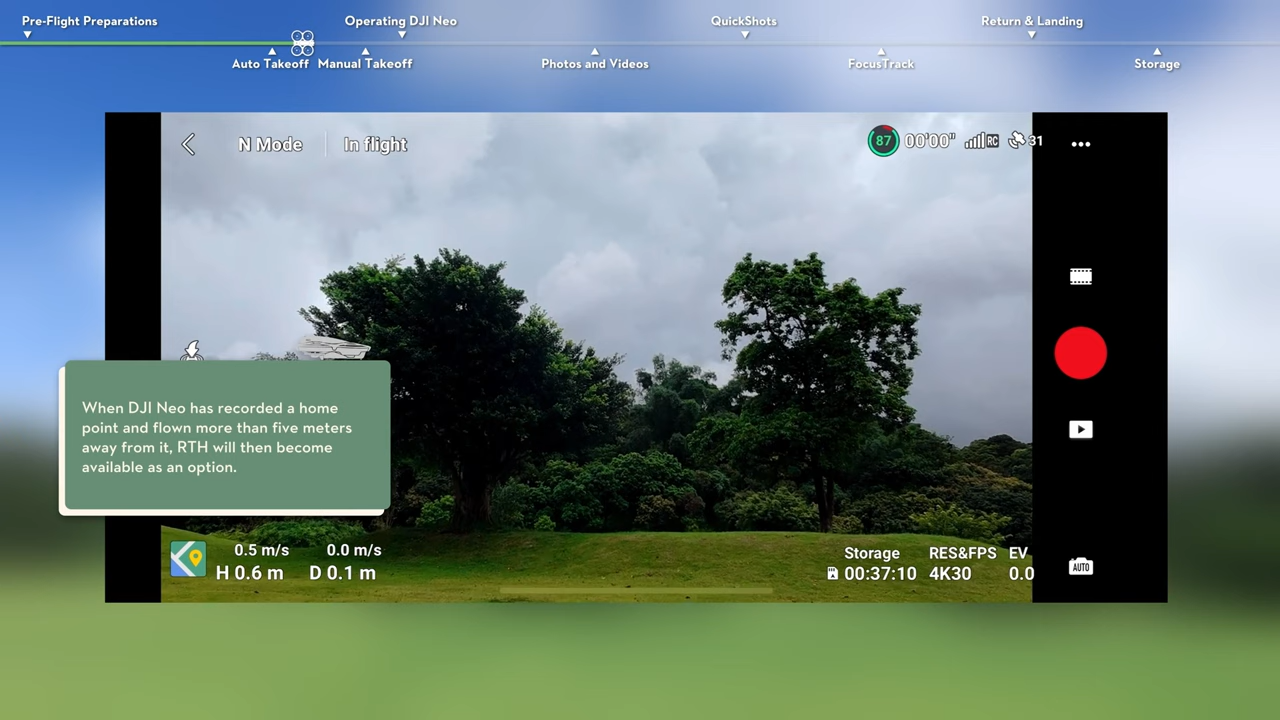 Pre-Flight Preparations
Operating DJI Neo
QuickShots
Return & Landing
Auto Takeoff
Manual Takeoff
Photos and Videos
FocusTrack
Storage
N Mode
In flight
87
00'00"
RC
31
When DJI Neo has recorded a home
point and flown more than five meters
away from it, RTH will then become
available as an option.
0.5 m/s
0.0 m/s
H 0.6 m
D 0.1 m
Storage
RES&FPS
EV
00:37:10
4K30
0.0
AUTO